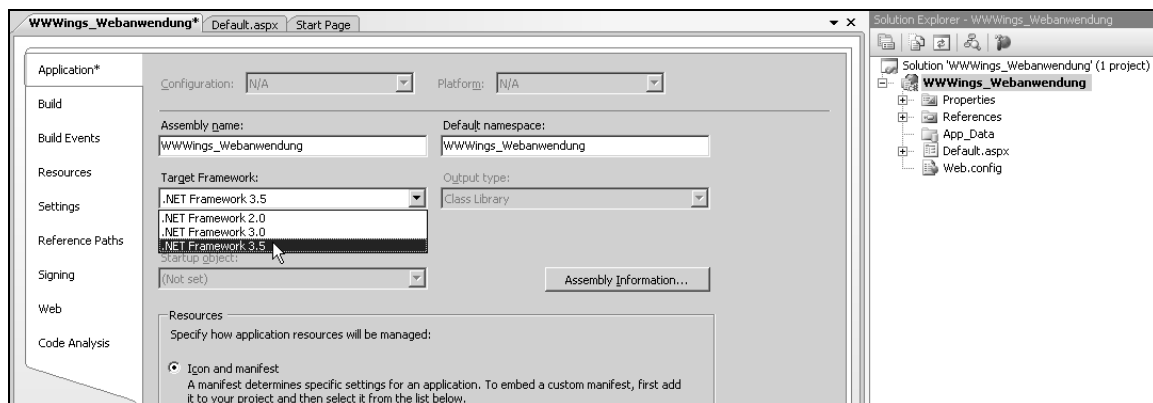 WWWings_Webanwendung* Default.aspx Start Page
Application*
Build
Build Events
Resources
Settings
Reference Paths
Signing
Web
Code Analysis
Configuration: N/A Platform: N/A
Assembly name: Default namespace:
WWWings_Webanwendung WWWings_Webanwendung
Target Framework: Output type:
.NET Framework 3.5 Class Library
.NET Framework 2.0
.NET Framework 3.0
.NET Framework 3.5
Startup object:
(Not set) Assembly Information...
Resources
Specify how application resources will be managed:
Icon and manifest
A manifest determines specific settings for an application. To embed a custom manifest, first add
it to your project and then select it from the list below.
Solution Explorer - WWWings_Webanwendung
Solution 'WWWings_Webanwendung' (1 project)
WWWings_Webanwendung
Properties
References
App_Data
Default.aspx
Web.config